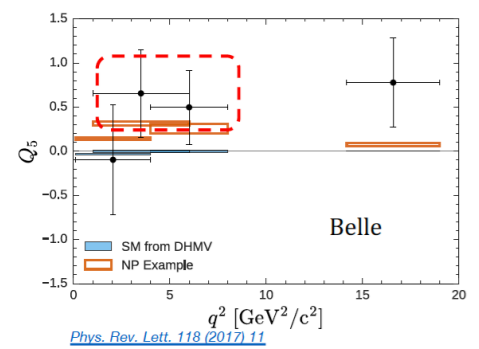 1.5
1.0
0.5
0.0
−0.5
−1.0
−1.5
Q5
Belle
SM from DHMV
NP Example
0 5 10 15 20
q² [GeV²/c²]
Phys. Rev. Lett. 118 (2017) 11